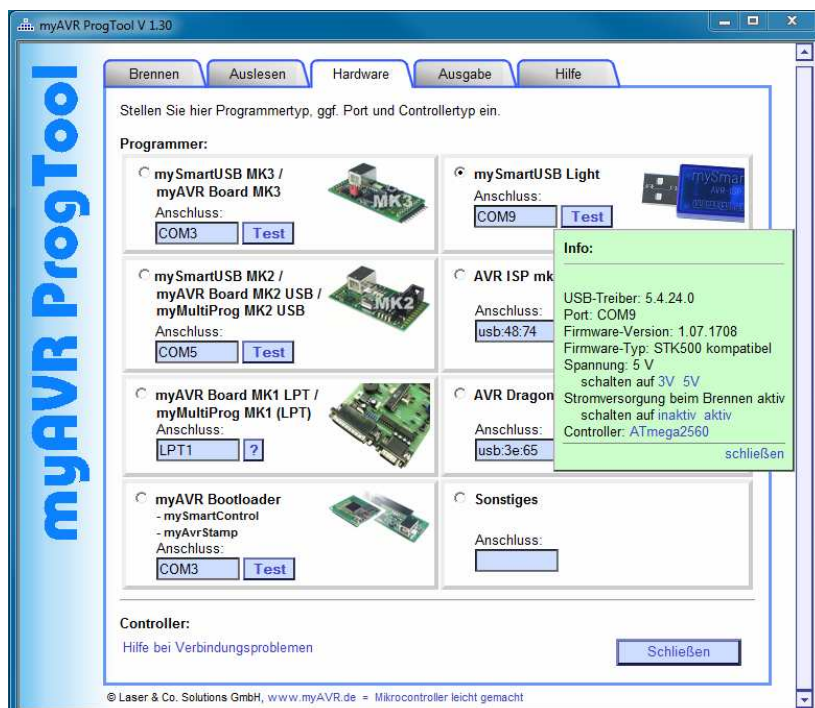 myAVR ProgTool V 1.30
myAVR ProgTool
Brennen
Auslesen
Hardware
Ausgabe
Hilfe
Stellen Sie hier Programmertyp, ggf. Port und Controllertyp ein.
Programmer:
mySmartUSB MK3 /
myAVR Board MK3
Anschluss:
COM3
Test
MK3
mySmartUSB Light
Anschluss:
COM9
Test
mySmar
mySmartUSB MK2 /
myAVR Board MK2 USB /
myMultiProg MK2 USB
Anschluss:
COM5
Test
MK2
AVR ISP mk
Anschluss:
usb:48:74
myAVR Board MK1 LPT /
myMultiProg MK1 (LPT)
Anschluss:
LPT1
?
AVR Dragon
Anschluss:
usb:3e:65
myAVR Bootloader
- mySmartControl
- myAvrStamp
Anschluss:
COM3
Test
Sonstiges
Anschluss:
Info:
USB-Treiber: 5.4.24.0
Port: COM9
Firmware-Version: 1.07.1708
Firmware-Typ: STK500 kompatibel
Spannung: 5 V
schalten auf 3V 5V
Stromversorgung beim Brennen aktiv
schalten auf inaktiv aktiv
Controller: ATmega2560
schließen
Controller:
Hilfe bei Verbindungsproblemen
Schließen
© Laser & Co. Solutions GmbH, www.myAVR.de = Mikrocontroller leicht gemacht